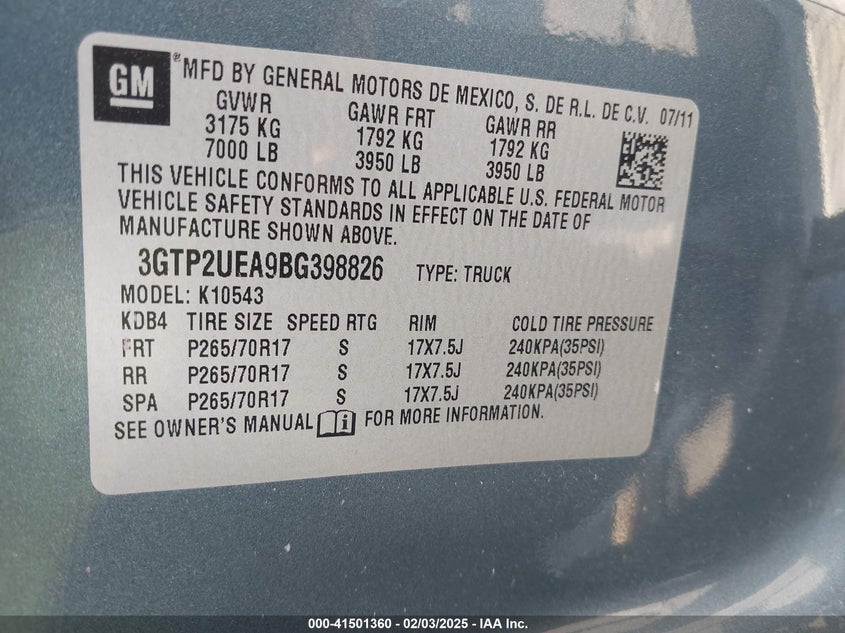 GM
® MFD BY GENERAL MOTORS DE MEXICO, S. DE R.L. DE C.V. 07/11
GVWR GAWR FRT GAWR RR
3175 KG 1792 KG 1792 KG
7000 LB 3950 LB 3950 LB
THIS VEHICLE CONFORMS TO ALL APPLICABLE U.S. FEDERAL MOTOR
VEHICLE SAFETY STANDARDS IN EFFECT ON THE DATE OF
MANUFACTURE SHOWN ABOVE.
3GTP2UEA9BG398826 TYPE: TRUCK
MODEL: K10543
KDB4 TIRE SIZE SPEED RTG RIM COLD TIRE PRESSURE
FRT P265/70R17 S 17X7.5J 240KPA(35PSI)
RR P265/70R17 S 17X7.5J 240KPA(35PSI)
SPA P265/70R17 S 17X7.5J 240KPA(35PSI)
SEE OWNER'S MANUAL i FOR MORE INFORMATION.
000-41501360 - 02/03/2025 - IAA Inc.